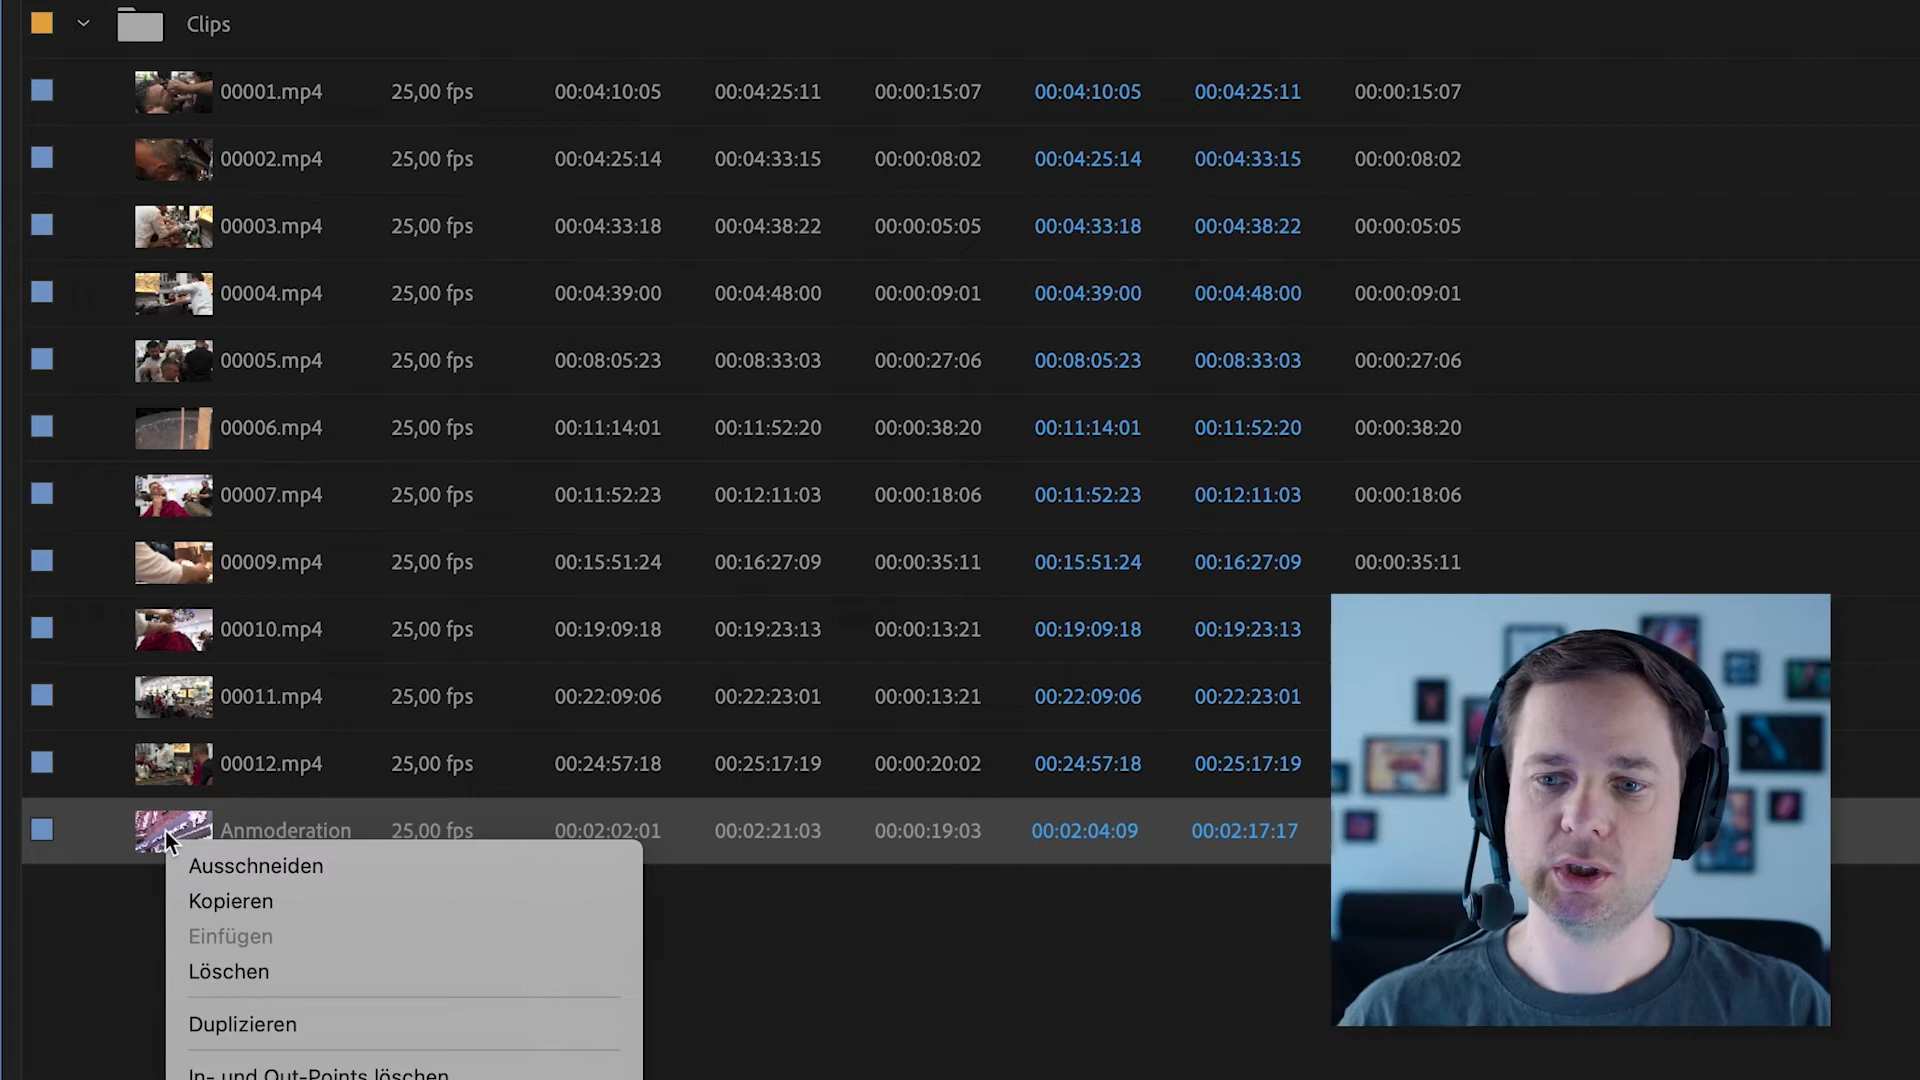 Clips
00001.mp4 25,00 fps 00:04:10:05 00:04:25:11 00:00:15:07 00:04:10:05 00:04:25:11 00:00:15:07
00002.mp4 25,00 fps 00:04:25:14 00:04:33:15 00:00:08:02 00:04:25:14 00:04:33:15 00:00:08:02
00003.mp4 25,00 fps 00:04:33:18 00:04:38:22 00:00:05:05 00:04:33:18 00:04:38:22 00:00:05:05
00004.mp4 25,00 fps 00:04:39:00 00:04:48:00 00:00:09:01 00:04:39:00 00:04:48:00 00:00:09:01
00005.mp4 25,00 fps 00:08:05:23 00:08:33:03 00:00:27:06 00:08:05:23 00:08:33:03 00:00:27:06
00006.mp4 25,00 fps 00:11:14:01 00:11:52:20 00:00:38:20 00:11:14:01 00:11:52:20 00:00:38:20
00007.mp4 25,00 fps 00:11:52:23 00:12:11:03 00:00:18:06 00:11:52:23 00:12:11:03 00:00:18:06
00009.mp4 25,00 fps 00:15:51:24 00:16:27:09 00:00:35:11 00:15:51:24 00:16:27:09 00:00:35:11
00010.mp4 25,00 fps 00:19:09:18 00:19:23:13 00:00:13:21 00:19:09:18 00:19:23:13
00011.mp4 25,00 fps 00:22:09:06 00:22:23:01 00:00:13:21 00:22:09:06 00:22:23:01
00012.mp4 25,00 fps 00:24:57:18 00:25:17:19 00:00:20:02 00:24:57:18 00:25:17:19
Anmoderation 25,00 fps 00:02:02:01 00:02:21:03 00:00:19:03 00:02:04:09 00:02:17:17
Ausschneiden
Kopieren
Einfügen
Löschen
Duplizieren
In- und Out-Points löschen